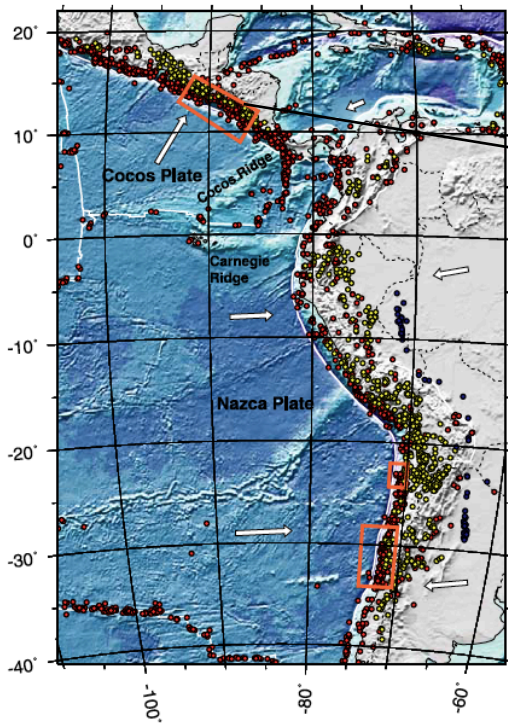 20°
10°
Cocos Plate
Cocos Ridge
0°
Carnegie
Ridge
-10°
Nazca Plate
-20°
-30°
-40°
-100°
-80°
-60°